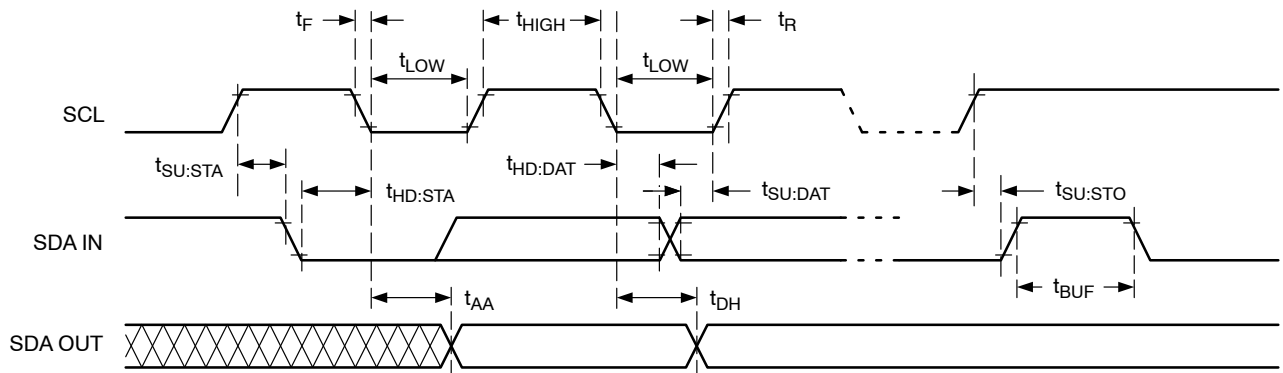 tF
tHIGH
tR
tLOW
tLOW
SCL
tSU:STA
tHD:STA
tHD:DAT
tSU:DAT
tSU:STO
SDA IN
tBUF
tAA
tDH
SDA OUT